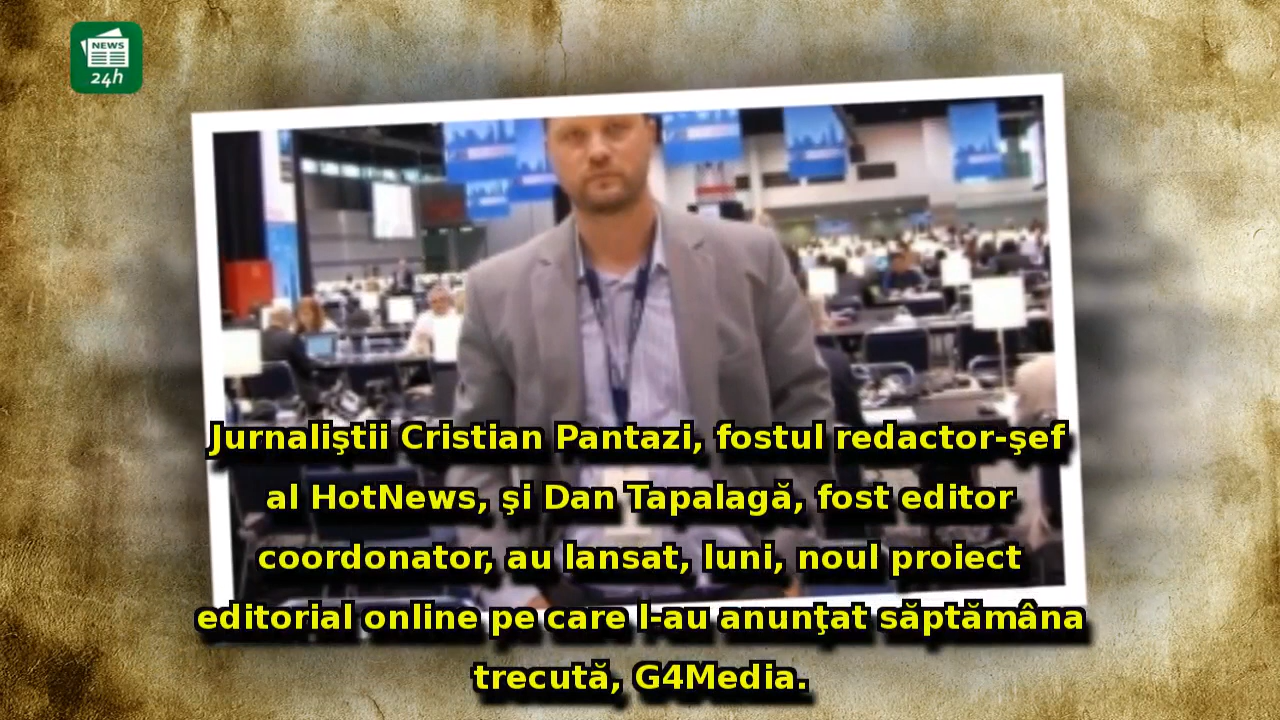 NEWS
24h
Jurnaliştii Cristian Pantazi, fostul redactor-şef
al HotNews, şi Dan Tapalagă, fost editor
coordonator, au lansat, luni, noul proiect
editorial online pe care l-au anunţat săptămâna
trecută, G4Media.